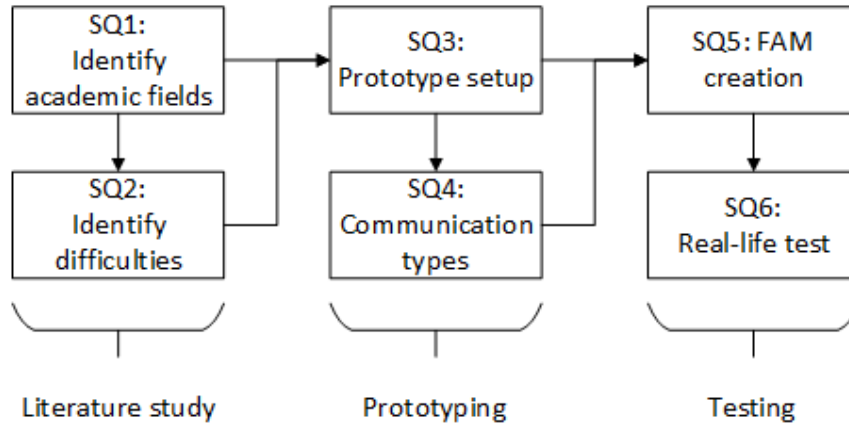 SQ1:
Identify
academic fields
SQ2:
Identify
difficulties
SQ3:
Prototype setup
SQ4:
Communication
types
SQ5: FAM
creation
SQ6:
Real-life test
Literature study
Prototyping
Testing